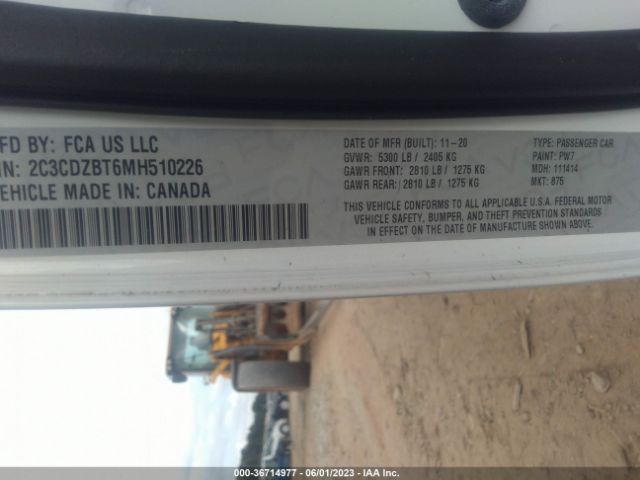 FD BY: FCA US LLC
IN: 2C3CDZBT6MH510226
VEHICLE MADE IN: CANADA
DATE OF MFR (BUILT): 11-20
GVWR: 5300 LB / 2405 KG
GAWR FRONT: 2810 LB / 1275 KG
GAWR REAR: 2810 LB / 1275 KG
THIS VEHICLE CONFORMS TO ALL APPLICABLE U.S.A. FEDERAL MOTOR
VEHICLE SAFETY, BUMPER, AND THEFT PREVENTION STANDARDS
IN EFFECT ON THE DATE OF MANUFACTURE SHOWN ABOVE.
TYPE: PASSENGER CAR
PAINT: PW7
MDH: 111414
MKT: 875
000-36714977 - 06/01/2023 - IAA Inc.